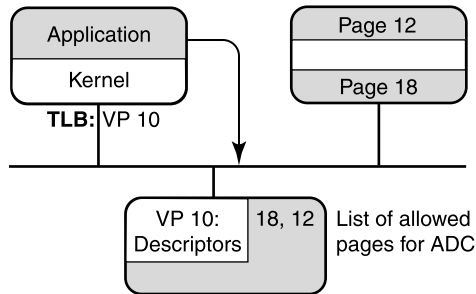 Application
Kernel
TLB: VP 10
Page 12
Page 18
VP 10:
Descriptors
18, 12
List of allowed
pages for ADC